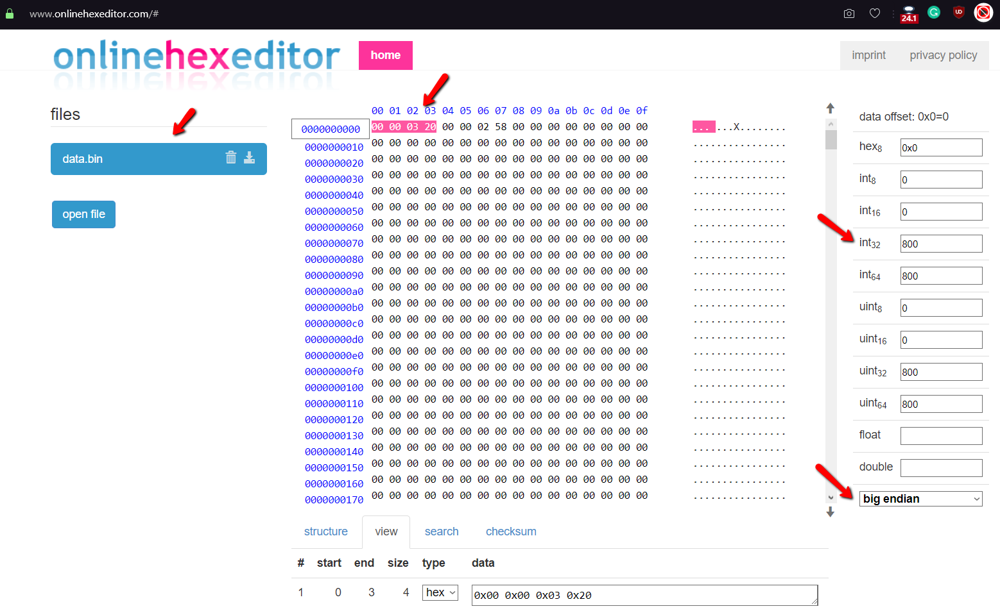 www.onlinehexeditor.com/#
24.1
onlinehexeditor
home
imprint
privacy policy
files
data.bin
open file
00 01 02 03 04 05 06 07 08 09 0a 0b 0c 0d 0e 0f
0000000000 00 00 03 20 00 00 02 58 00 00 00 00 00 00 00 00 ... ...X........
0000000010 00 00 00 00 00 00 00 00 00 00 00 00 00 00 00 00 ................
0000000020 00 00 00 00 00 00 00 00 00 00 00 00 00 00 00 00 ................
0000000030 00 00 00 00 00 00 00 00 00 00 00 00 00 00 00 00 ................
0000000040 00 00 00 00 00 00 00 00 00 00 00 00 00 00 00 00 ................
0000000050 00 00 00 00 00 00 00 00 00 00 00 00 00 00 00 00 ................
0000000060 00 00 00 00 00 00 00 00 00 00 00 00 00 00 00 00 ................
0000000070 00 00 00 00 00 00 00 00 00 00 00 00 00 00 00 00 ................
0000000080 00 00 00 00 00 00 00 00 00 00 00 00 00 00 00 00 ................
0000000090 00 00 00 00 00 00 00 00 00 00 00 00 00 00 00 00 ................
00000000a0 00 00 00 00 00 00 00 00 00 00 00 00 00 00 00 00 ................
00000000b0 00 00 00 00 00 00 00 00 00 00 00 00 00 00 00 00 ................
00000000c0 00 00 00 00 00 00 00 00 00 00 00 00 00 00 00 00 ................
00000000d0 00 00 00 00 00 00 00 00 00 00 00 00 00 00 00 00 ................
00000000e0 00 00 00 00 00 00 00 00 00 00 00 00 00 00 00 00 ................
00000000f0 00 00 00 00 00 00 00 00 00 00 00 00 00 00 00 00 ................
0000000100 00 00 00 00 00 00 00 00 00 00 00 00 00 00 00 00 ................
0000000110 00 00 00 00 00 00 00 00 00 00 00 00 00 00 00 00 ................
0000000120 00 00 00 00 00 00 00 00 00 00 00 00 00 00 00 00 ................
0000000130 00 00 00 00 00 00 00 00 00 00 00 00 00 00 00 00 ................
0000000140 00 00 00 00 00 00 00 00 00 00 00 00 00 00 00 00 ................
0000000150 00 00 00 00 00 00 00 00 00 00 00 00 00 00 00 00 ................
0000000160 00 00 00 00 00 00 00 00 00 00 00 00 00 00 00 00 ................
0000000170 00 00 00 00 00 00 00 00 00 00 00 00 00 00 00 00 ................
data offset: 0x0=0
hex8 0x0
int8 0
int16 0
int32 800
int64 800
uint8 0
uint16 0
uint32 800
uint64 800
float
double
big endian
structure view search checksum
# start end size type data
1 0 3 4 hex 0x00 0x00 0x03 0x20